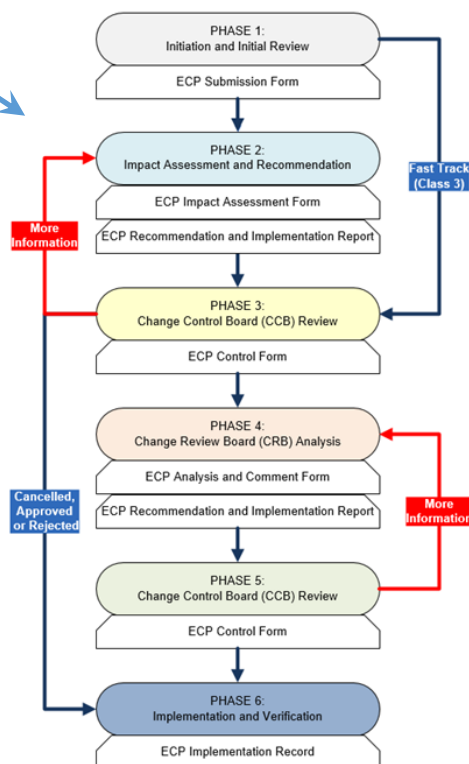 PHASE 1:
Initiation and Initial Review
ECP Submission Form
PHASE 2:
Impact Assessment and Recommendation
Fast Track
(Class 3)
ECP Impact Assessment Form
More
Information
ECP Recommendation and Implementation Report
PHASE 3:
Change Control Board (CCB) Review
ECP Control Form
PHASE 4:
Change Review Board (CRB) Analysis
ECP Analysis and Comment Form
Cancelled,
Approved
or Rejected
ECP Recommendation and Implementation Report
More
Information
PHASE 5:
Change Control Board (CCB) Review
ECP Control Form
PHASE 6:
Implementation and Verification
ECP Implementation Record